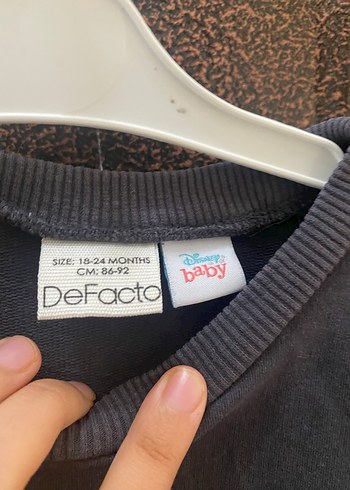 SIZE: 18-24 MONTHS
CM: 86-92
DeFacto
Disney
baby